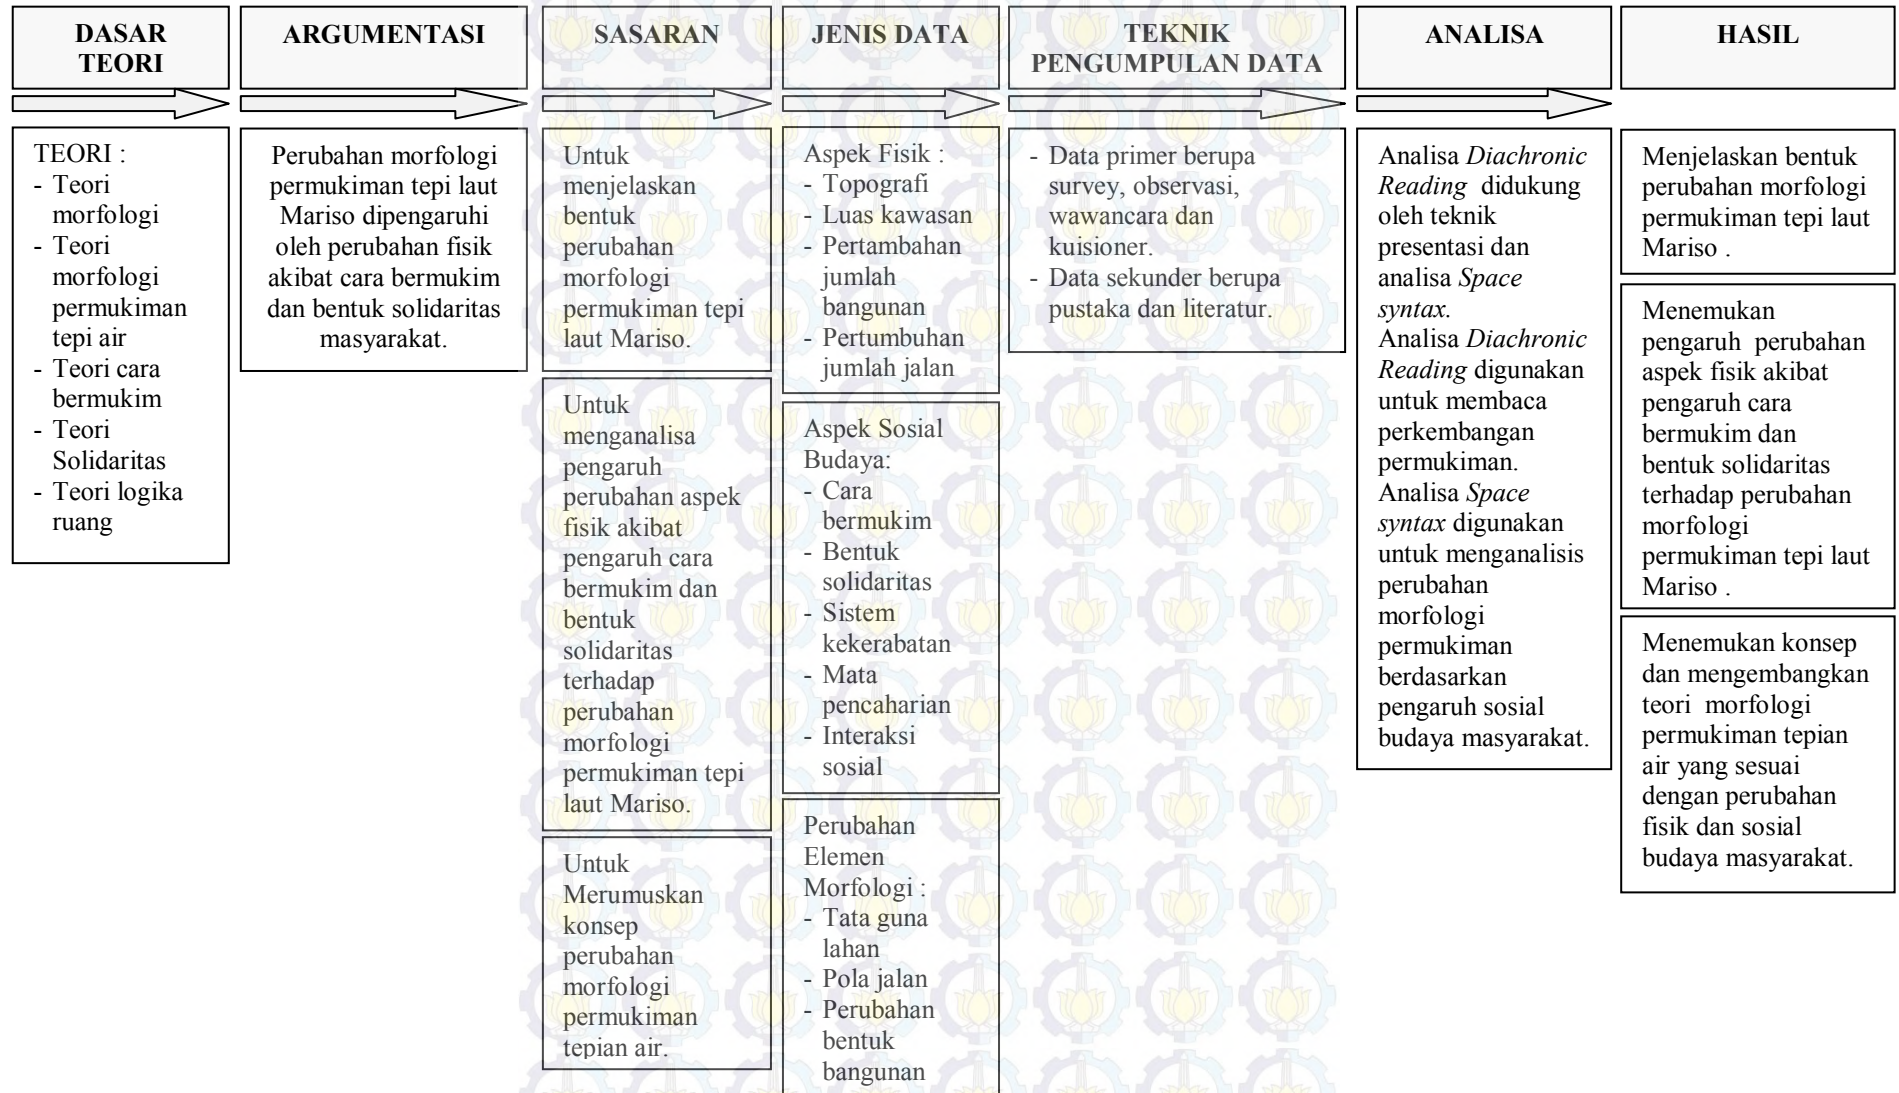 DASAR
TEORI
ARGUMENTASI
SASARAN
JENIS DATA
TEKNIK
PENGUMPULAN DATA
ANALISA
HASIL
TEORI :
- Teori
morfologi
- Teori
morfologi
permukiman
tepi air
- Teori cara
bermukim
- Teori
Solidaritas
- Teori logika
ruang
Perubahan morfologi
permukiman tepi laut
Mariso dipengaruhi
oleh perubahan fisik
akibat cara bermukim
dan bentuk solidaritas
masyarakat.
Untuk
menjelaskan
bentuk
perubahan
morfologi
permukiman tepi
laut Mariso.
Untuk
menganalisa
pengaruh
perubahan aspek
fisik akibat
pengaruh cara
bermukim dan
bentuk
solidaritas
terhadap
perubahan
morfologi
permukiman tepi
laut Mariso.
Untuk
Merumuskan
konsep
perubahan
morfologi
permukiman
tepian air.
Aspek Fisik :
- Topografi
- Luas kawasan
- Pertambahan
jumlah
bangunan
- Pertumbuhan
jumlah jalan
Aspek Sosial
Budaya:
- Cara
bermukim
- Bentuk
solidaritas
- Sistem
kekerabatan
- Mata
pencaharian
- Interaksi
sosial
Perubahan
Elemen
Morfologi :
- Tata guna
lahan
- Pola jalan
- Perubahan
bentuk
bangunan
- Data primer berupa
survey, observasi,
wawancara dan
kuisioner.
- Data sekunder berupa
pustaka dan literatur.
Analisa Diachronic
Reading didukung
oleh teknik
presentasi dan
analisa Space
syntax.
Analisa Diachronic
Reading digunakan
untuk membaca
perkembangan
permukiman.
Analisa Space
syntax digunakan
untuk menganalisis
perubahan
morfologi
permukiman
berdasarkan
pengaruh sosial
budaya masyarakat.
Menjelaskan bentuk
perubahan morfologi
permukiman tepi laut
Mariso .
Menemukan
pengaruh perubahan
aspek fisik akibat
pengaruh cara
bermukim dan
bentuk solidaritas
terhadap perubahan
morfologi
permukiman tepi laut
Mariso .
Menemukan konsep
dan mengembangkan
teori morfologi
permukiman tepian
air yang sesuai
dengan perubahan
fisik dan sosial
budaya masyarakat.